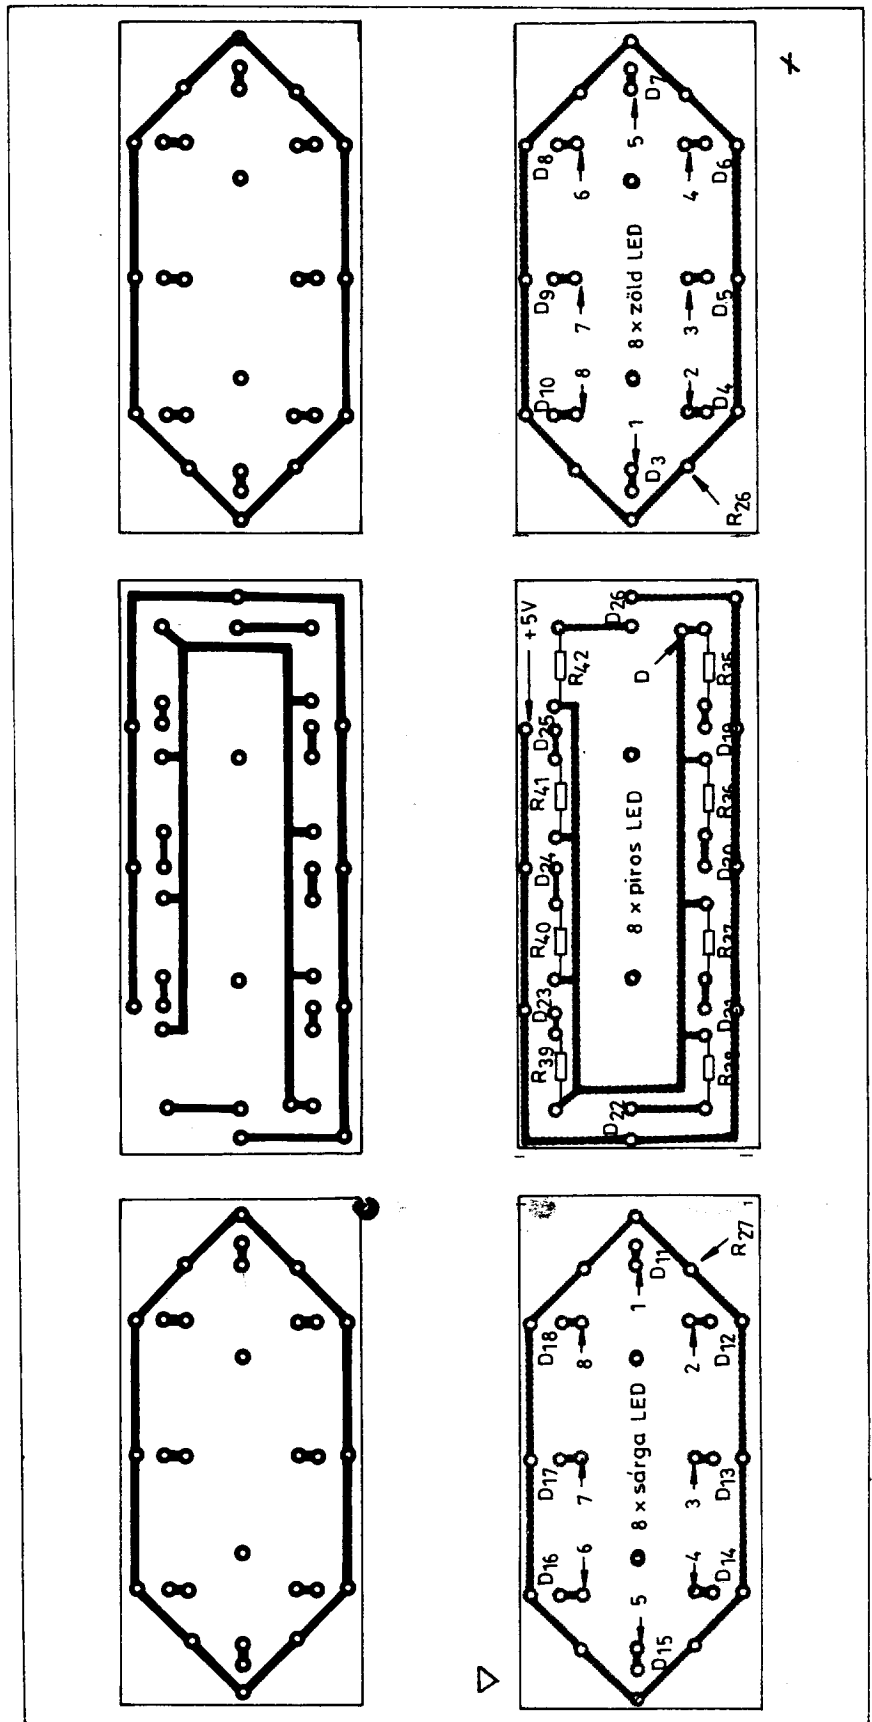 D7
5
D8
6
4
D6
8 x zöld LED
D9
7
3
D5
D10
8
2
D4
1
D3
R26
+5V
D26
R42
D
R35
D25
D19
R41
R36
8 x piros LED
D24
D20
R40
R37
D23
D21
R39
R38
D22
R27
D11
1
D18
8
2
D12
8 x sárga LED
D17
7
3
D13
D16
6
4
D14
5
D15